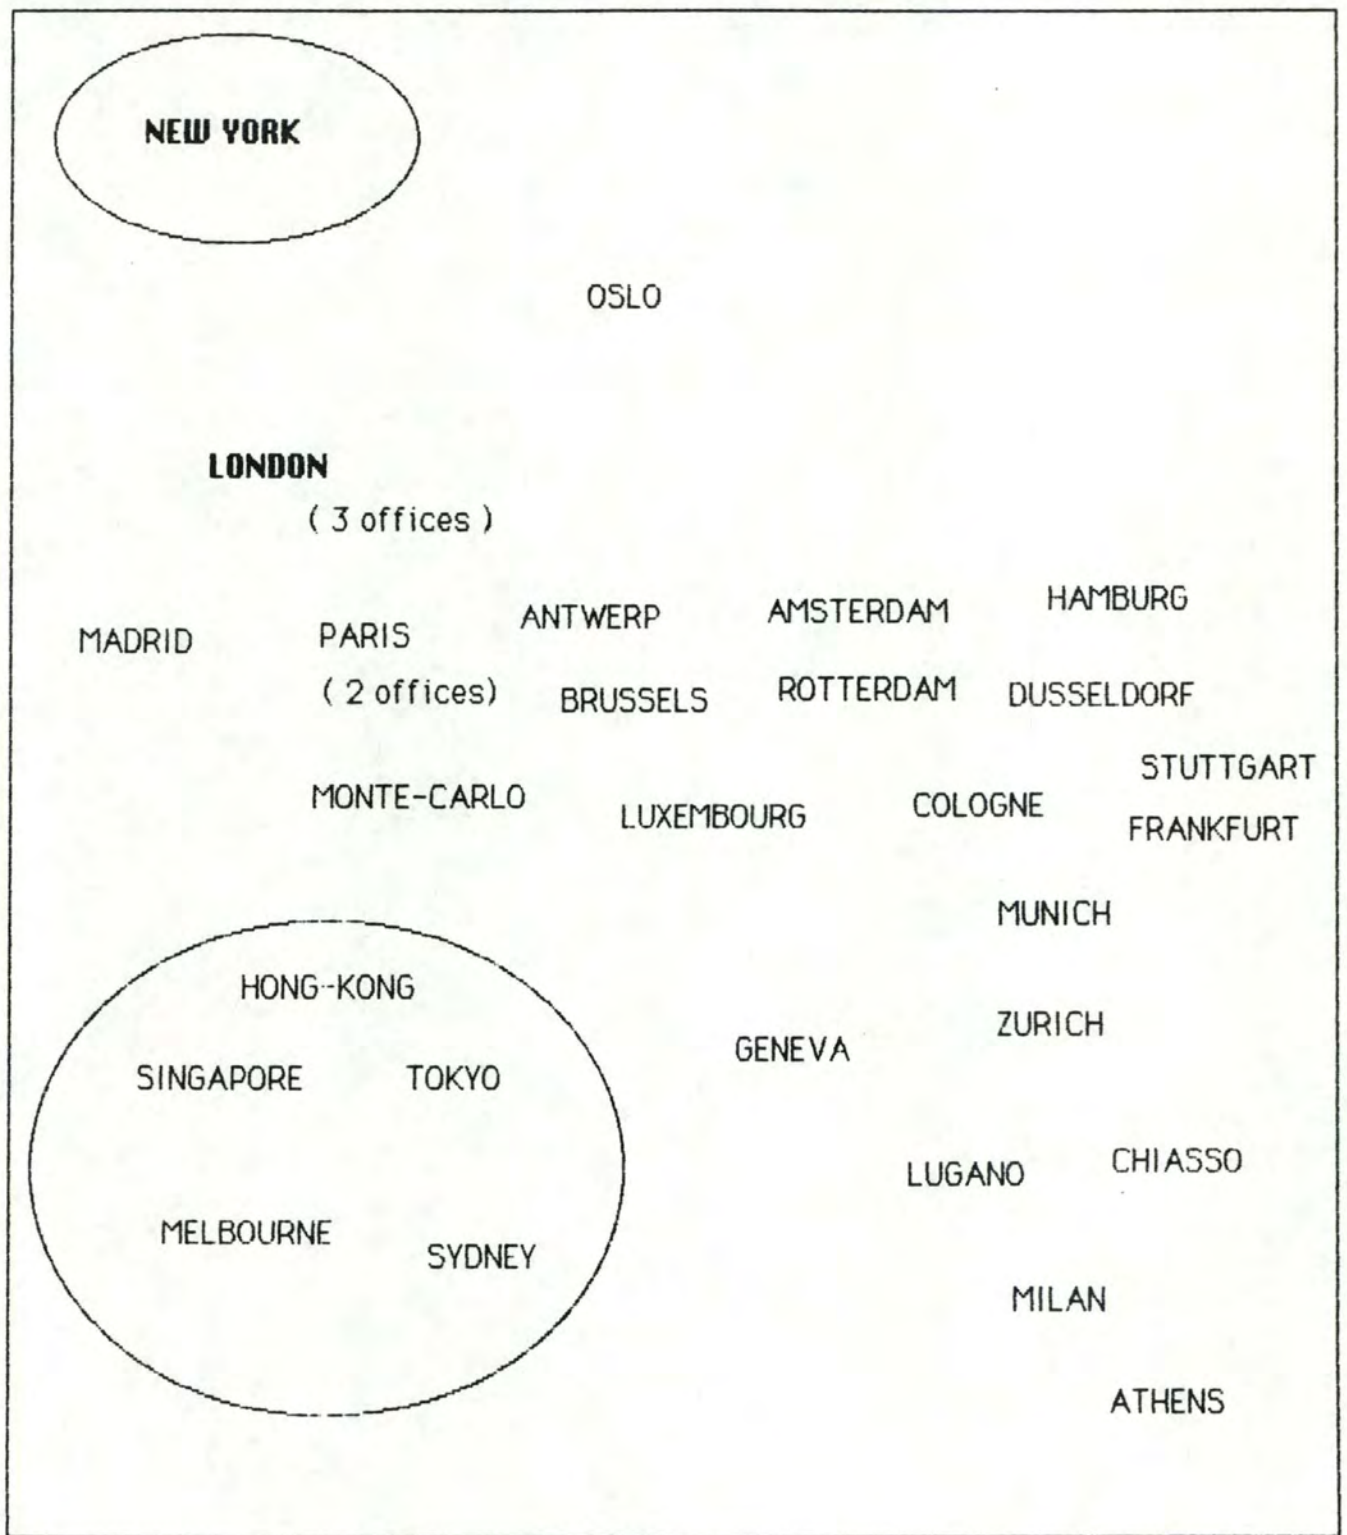 NEW YORK
OSLO
LONDON
( 3 offices )
MADRID
PARIS
( 2 offices)
ANTWERP
AMSTERDAM
HAMBURG
BRUSSELS
ROTTERDAM
DUSSELDORF
STUTTGART
MONTE-CARLO
LUXEMBOURG
COLOGNE
FRANKFURT
MUNICH
HONG-KONG
ZURICH
GENEVA
SINGAPORE
TOKYO
LUGANO
CHIASSO
MELBOURNE
SYDNEY
MILAN
ATHENS